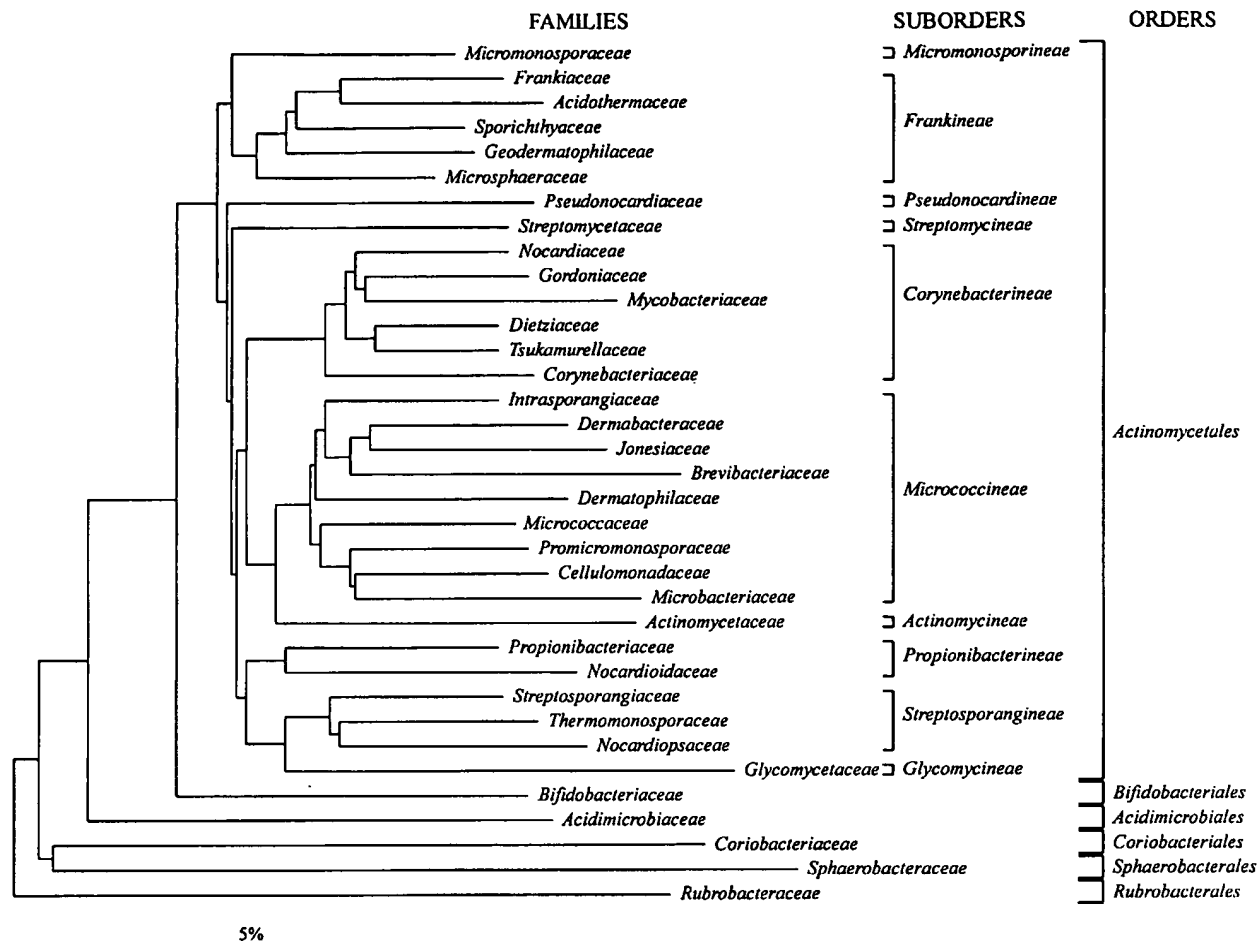 FAMILIES SUBORDERS ORDERS
Micromonosporaceae Micromonosporineae
Frankiaceae
Acidothermaceae
Frankineae
Sporichthyaceae
Geodermatophilaceae
Microsphaeraceae
Pseudonocardiaceae Pseudonocardineae
Streptomycetaceae Streptomycineae
Nocardiaceae
Gordoniaceae
Corynebacterineae
Mycobacteriaceae
Dietziaceae
Tsukamurellaceae
Corynebacteriaceae
Intrasporangiaceae
Dermabacteraceae
Actinomycetales
Jonesiaceae
Brevibacteriaceae
Micrococcineae
Dermatophilaceae
Micrococcaceae
Promicromonosporaceae
Cellulomonadaceae
Microbacteriaceae
Actinomycetaceae Actinomycineae
Propionibacteriaceae
Propionibacterineae
Nocardioidaceae
Streptosporangiaceae
Streptosporangineae
Thermomonosporaceae
Nocardiopsaceae
Glycomycetaceae Glycomycineae
Bifidobacteriaceae Bifidobacteriales
Acidimicrobiaceae Acidimicrobiales
Coriobacteriaceae Coriobacteriales
Sphaerobacteraceae Sphaerobacterales
Rubrobacteraceae Rubrobacterales
5%